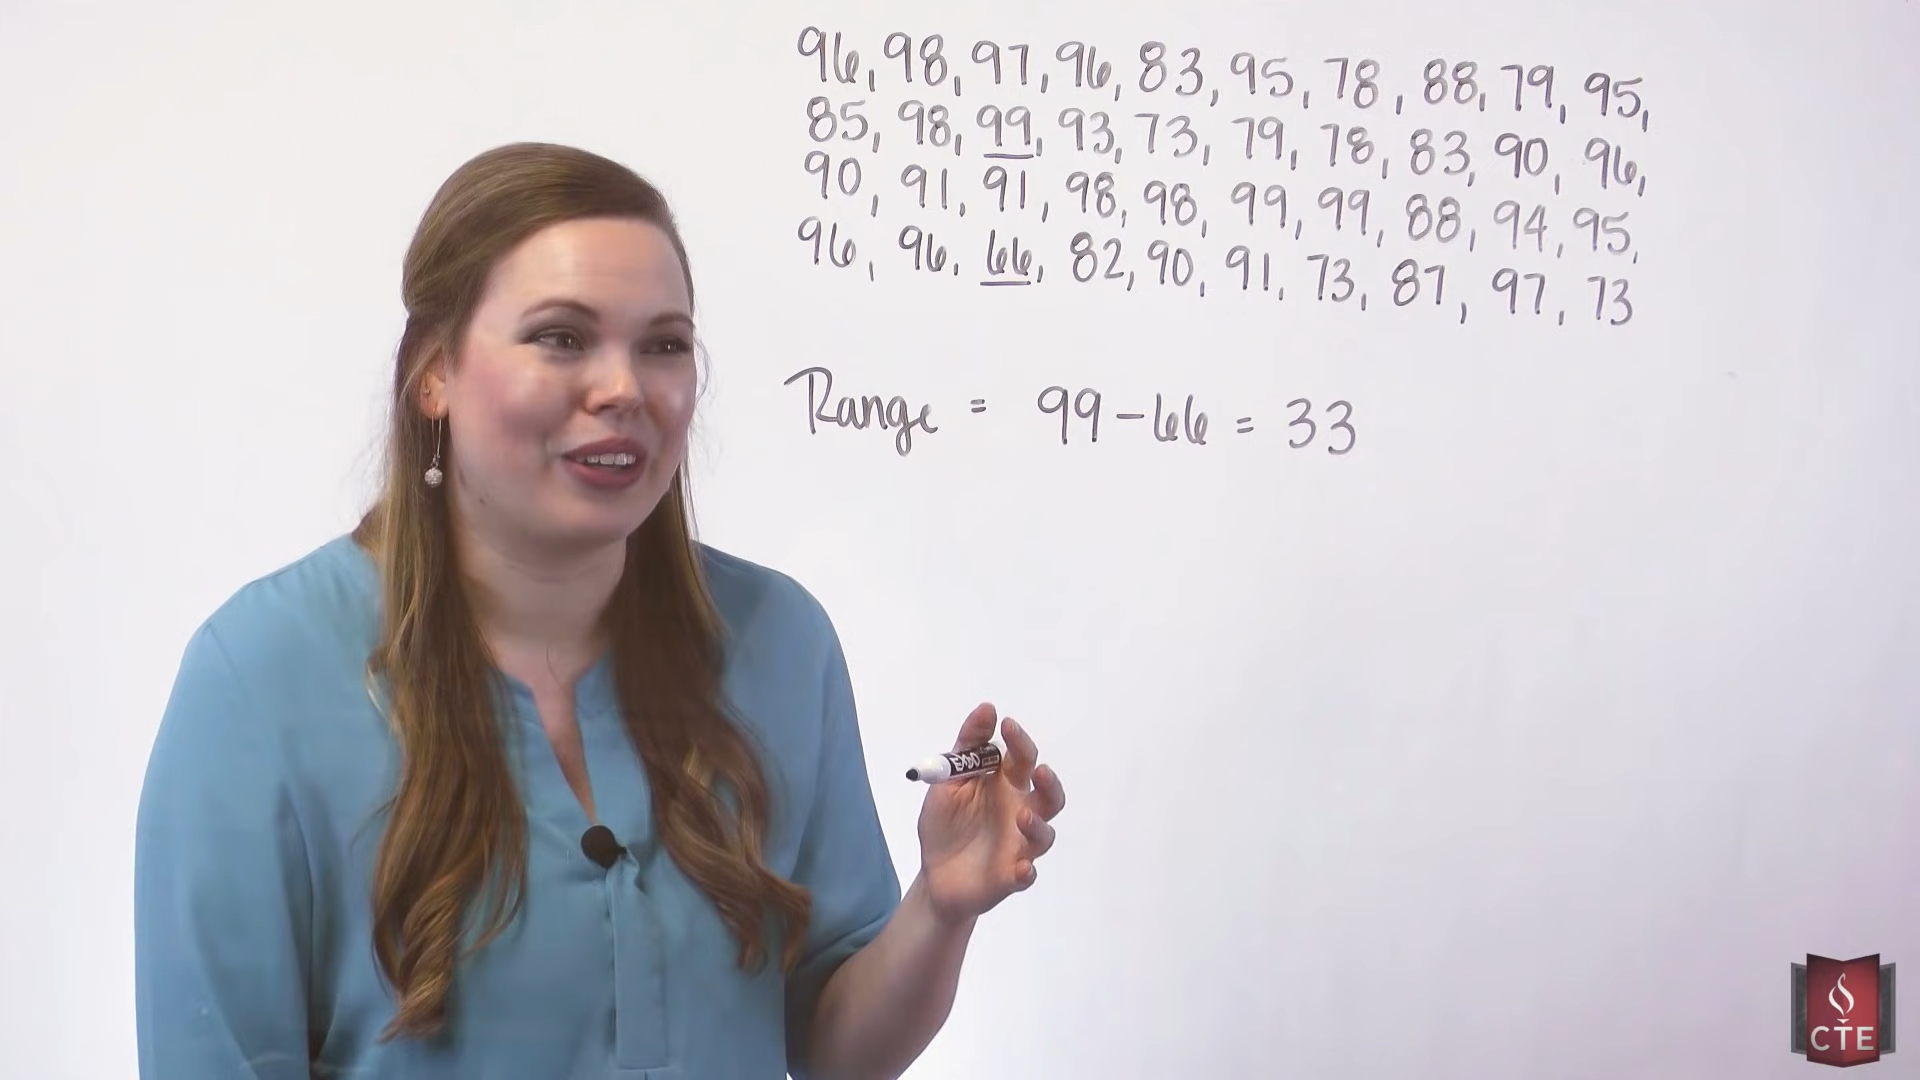 96, 98, 97, 96, 83, 95, 78, 88, 79, 95,
85, 98, 99, 93, 73, 79, 78, 83, 90, 96,
90, 91, 91, 98, 98, 99, 99, 88, 94, 95,
96, 96, 66, 82, 90, 91, 73, 87, 97, 73
Range = 99 - 66 = 33
EXPO
CTE